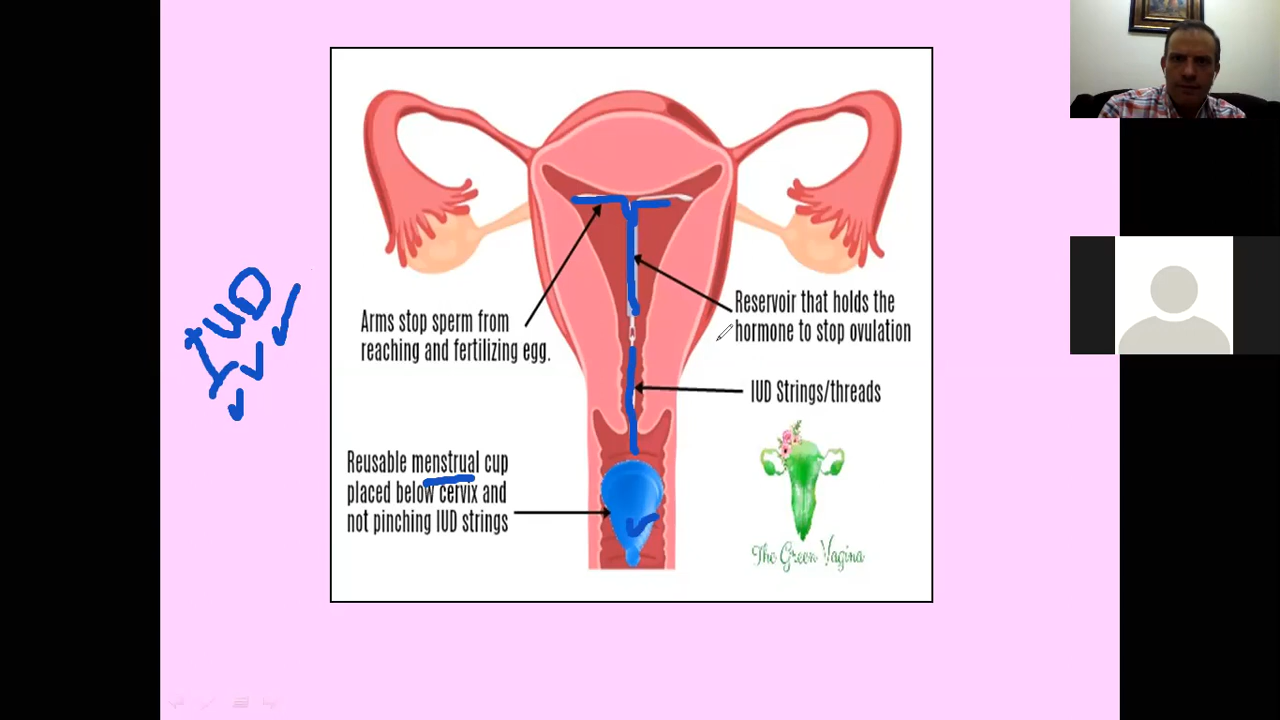 IUD
Arms stop sperm from
reaching and fertilizing egg.
Reservoir that holds the
hormone to stop ovulation
IUD Strings/threads
Reusable menstrual cup
placed below cervix and
not pinching IUD strings
The Green Vagina